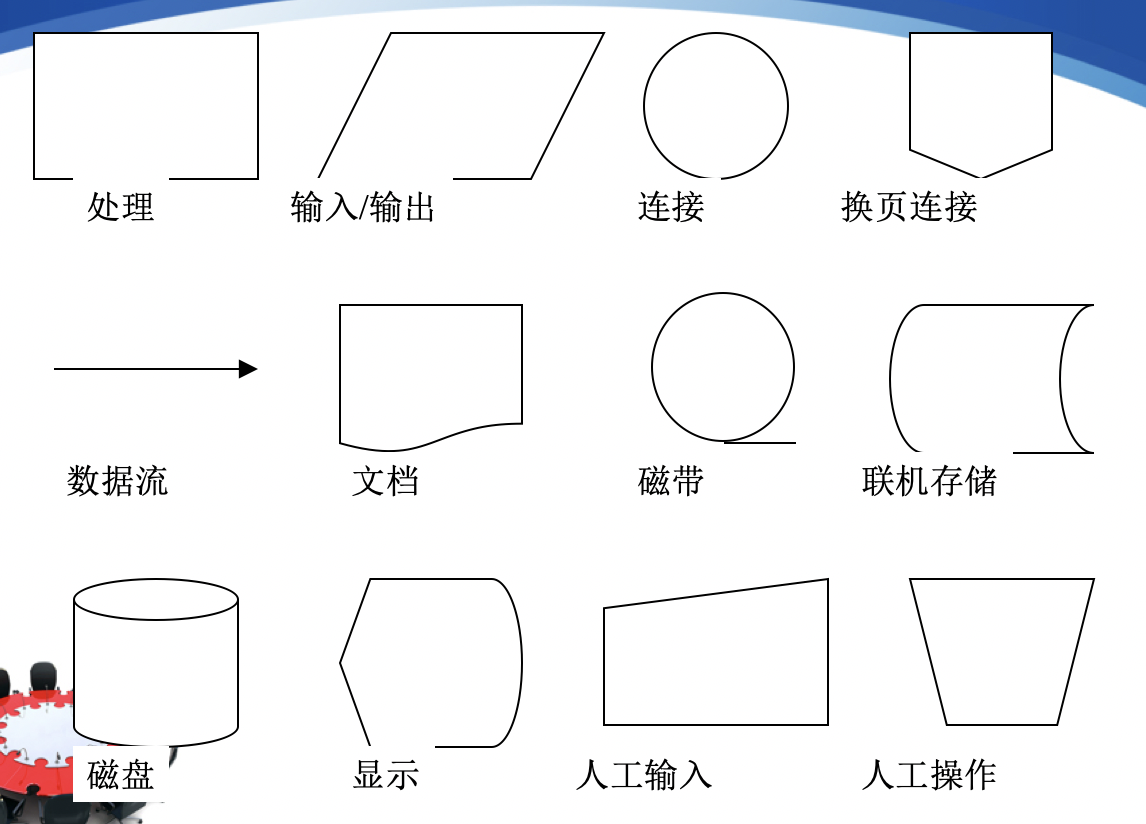 处理 输入/输出 连接 换页连接
数据流 文档 磁带 联机存储
磁盘 显示 人工输入 人工操作